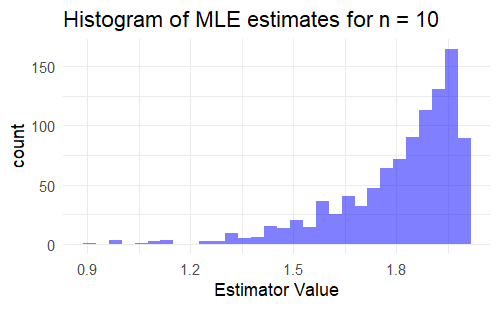 Histogram of MLE estimates for n = 10
count
150
100
50
0
0.9 1.2 1.5 1.8
Estimator Value